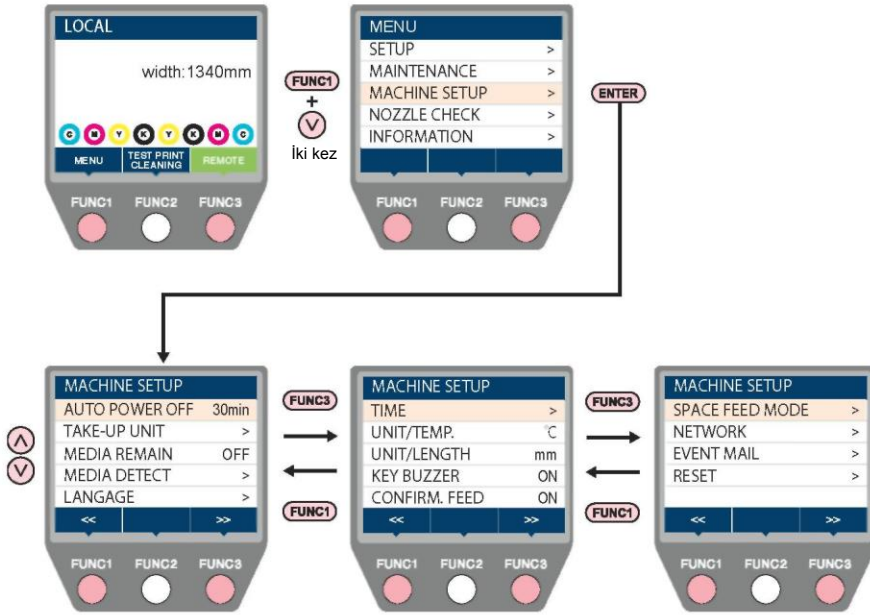 LOCAL
width:1340mm
C M Y K Y K M C
MENU TEST PRINT CLEANING REMOTE
FUNC1 FUNC2 FUNC3
FUNC1
+
İki kez
MENU
SETUP >
MAINTENANCE >
MACHINE SETUP >
NOZZLE CHECK >
INFORMATION >
FUNC1 FUNC2 FUNC3
ENTER
MACHINE SETUP
AUTO POWER OFF 30min
TAKE-UP UNIT >
MEDIA REMAIN OFF
MEDIA DETECT >
LANGAGE >
<< >>
FUNC1 FUNC2 FUNC3
FUNC3
FUNC1
MACHINE SETUP
TIME >
UNIT/TEMP. ℃
UNIT/LENGTH mm
KEY BUZZER ON
CONFIRM. FEED ON
<< >>
FUNC1 FUNC2 FUNC3
FUNC3
FUNC1
MACHINE SETUP
SPACE FEED MODE >
NETWORK >
EVENT MAIL >
RESET >
<< >>
FUNC1 FUNC2 FUNC3